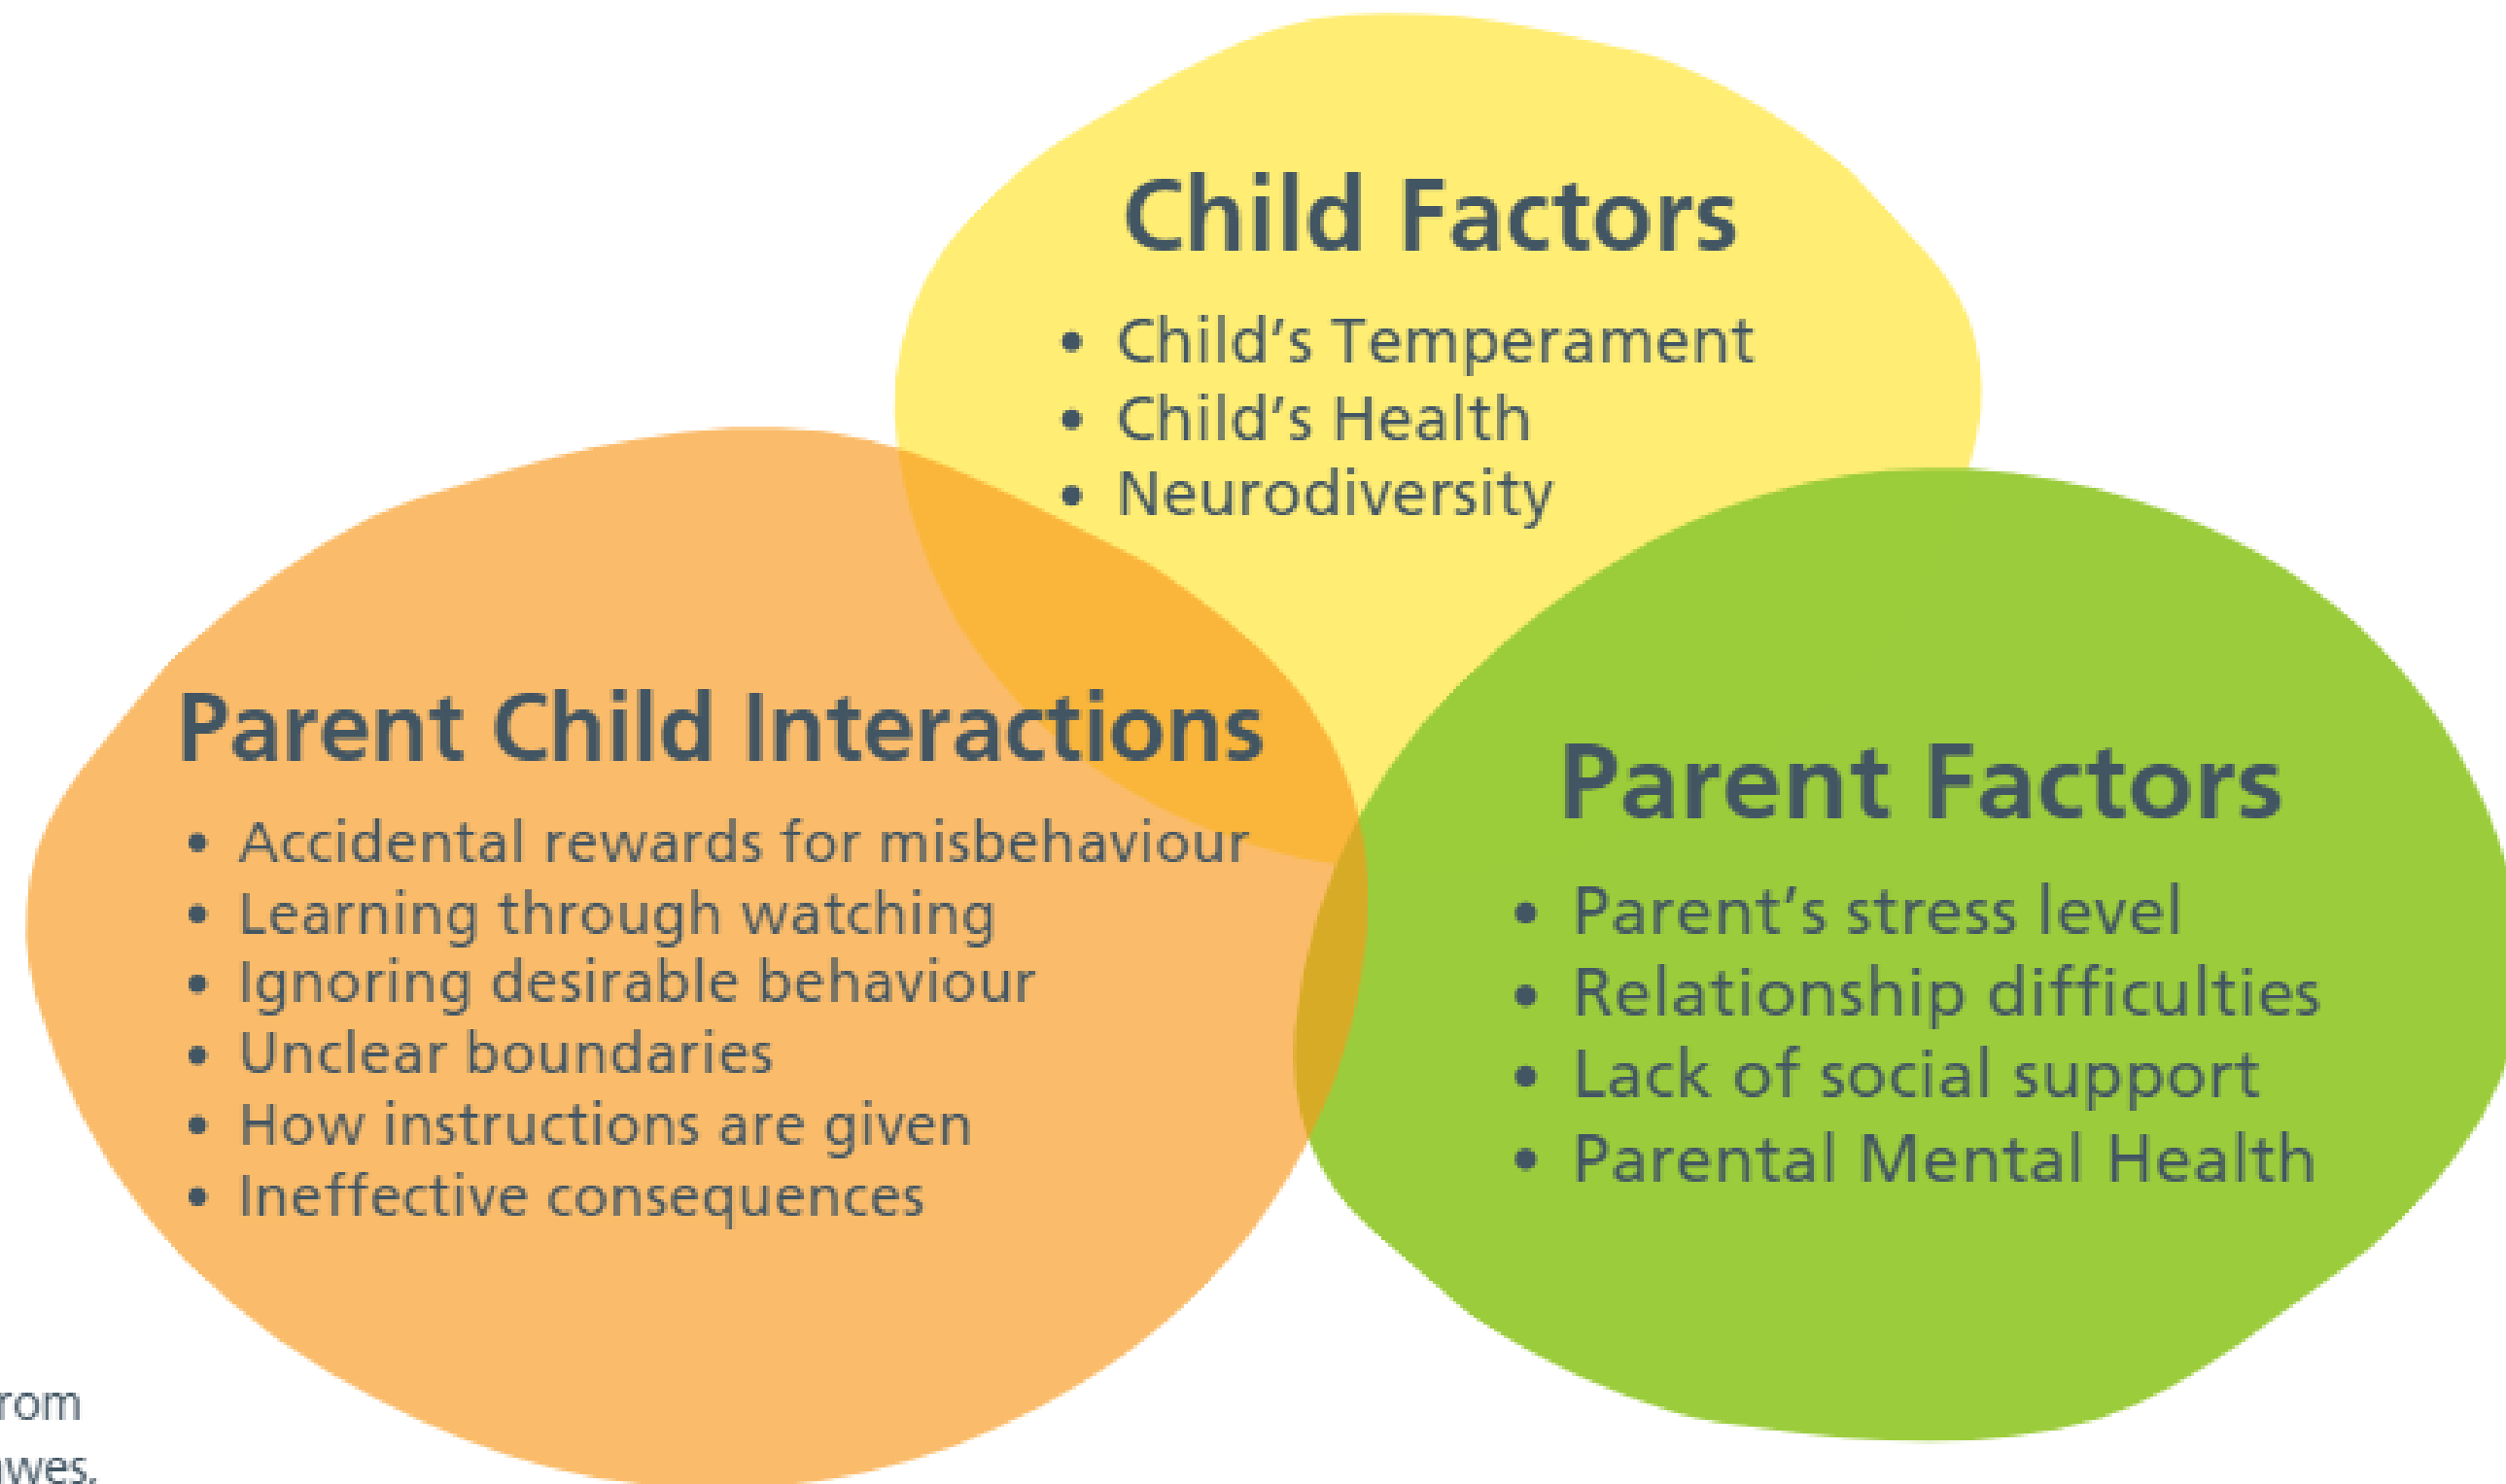 Child Factors
• Child’s Temperament
• Child’s Health
• Neurodiversity
Parent Child Interactions
• Accidental rewards for misbehaviour
• Learning through watching
• Ignoring desirable behaviour
• Unclear boundaries
• How instructions are given
• Ineffective consequences
Parent Factors
• Parent’s stress level
• Relationship difficulties
• Lack of social support
• Parental Mental Health